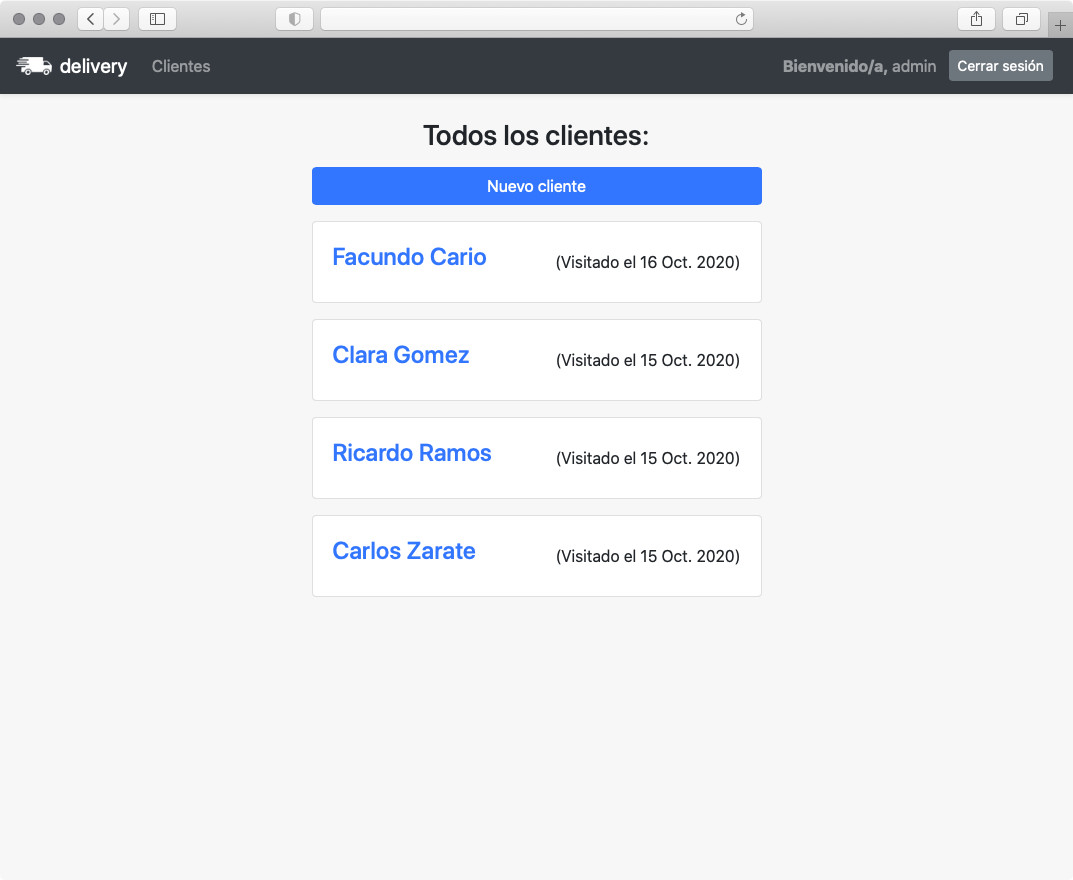 delivery Clientes Bienvenido/a, admin Cerrar sesión
Todos los clientes:
Nuevo cliente
Facundo Cario (Visitado el 16 Oct. 2020)
Clara Gomez (Visitado el 15 Oct. 2020)
Ricardo Ramos (Visitado el 15 Oct. 2020)
Carlos Zarate (Visitado el 15 Oct. 2020)